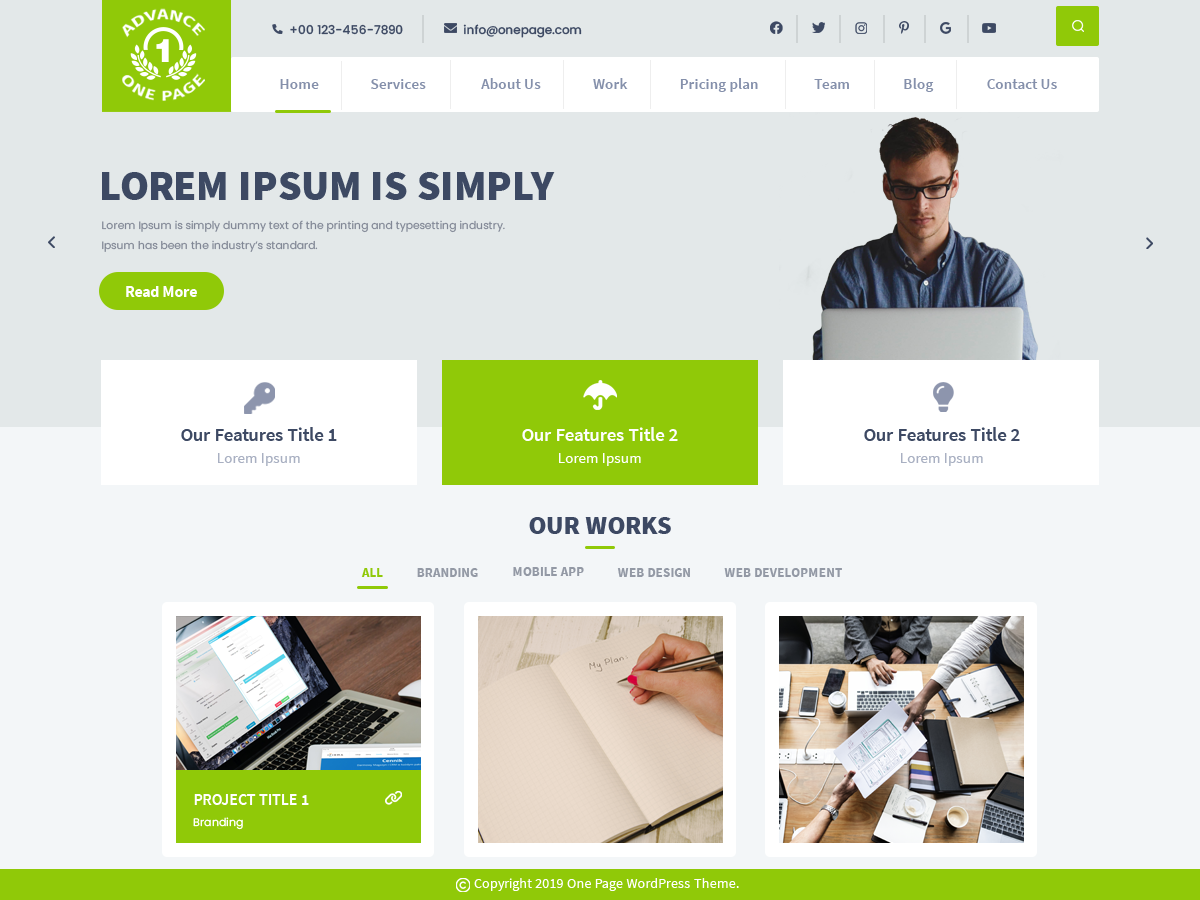 ADVANCE
1
ONE PAGE
+00 123-456-7890
info@onepage.com
Home
Services
About Us
Work
Pricing plan
Team
Blog
Contact Us
LOREM IPSUM IS SIMPLY
Lorem Ipsum is simply dummy text of the printing and typesetting industry.
Ipsum has been the industry's standard.
Read More
Our Features Title 1
Lorem Ipsum
Our Features Title 2
Lorem Ipsum
Our Features Title 2
Lorem Ipsum
OUR WORKS
ALL
BRANDING
MOBILE APP
WEB DESIGN
WEB DEVELOPMENT
Cennik
PROJECT TITLE 1
Branding
My Plan:
© Copyright 2019 One Page WordPress Theme.